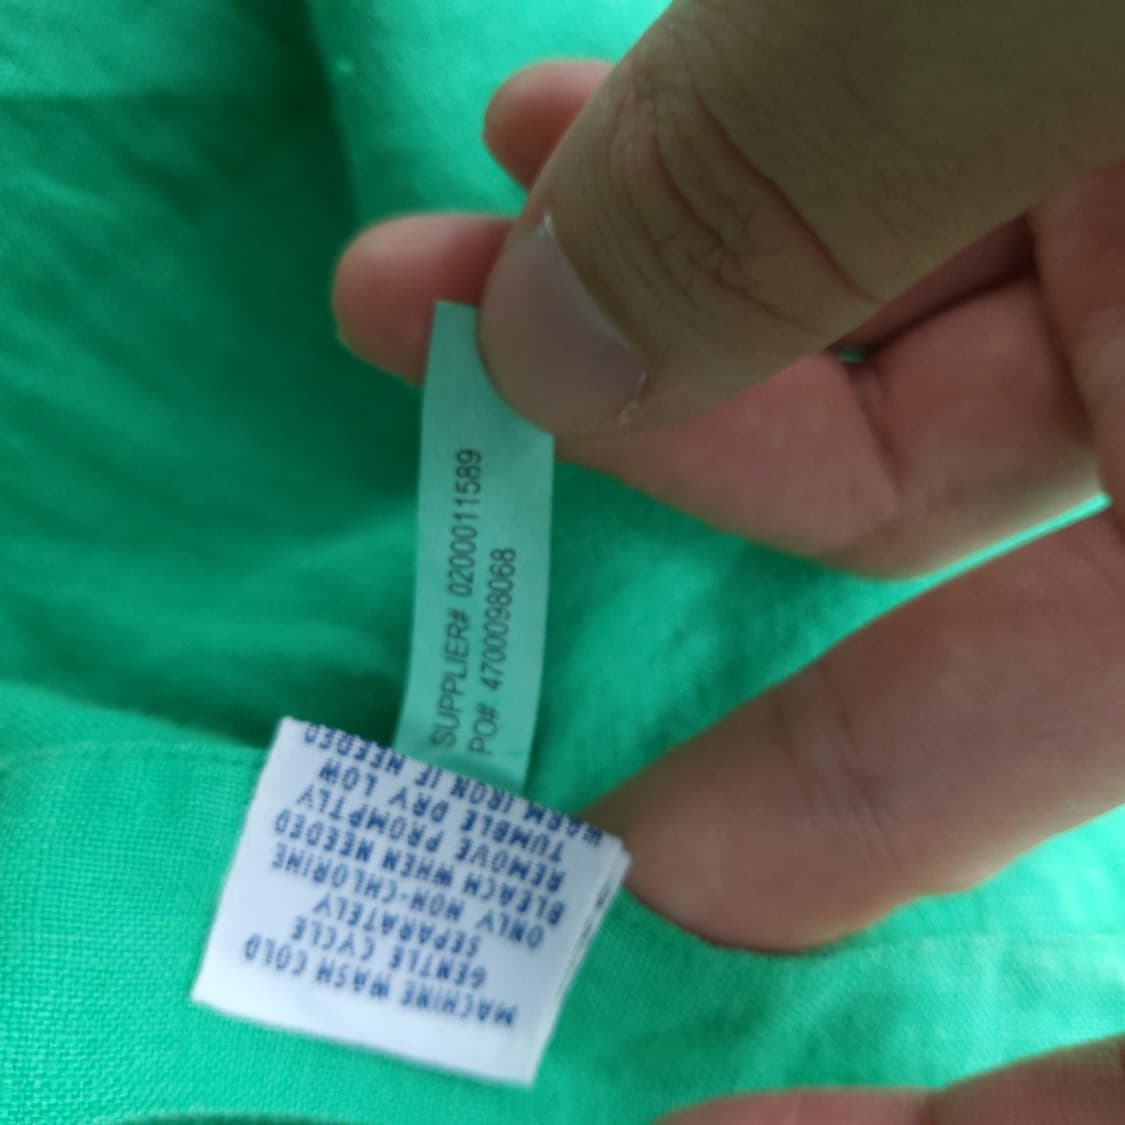 SUPPLIER# 0200011589
PO# 4700098068
MACHINE WASH COLD
GENTLE CYCLE
SEPARATELY
ONLY NON-CHLORINE
BLEACH WHEN NEEDED
REMOVE PROMPTLY
TUMBLE DRY LOW
WARM IRON IF NEEDED